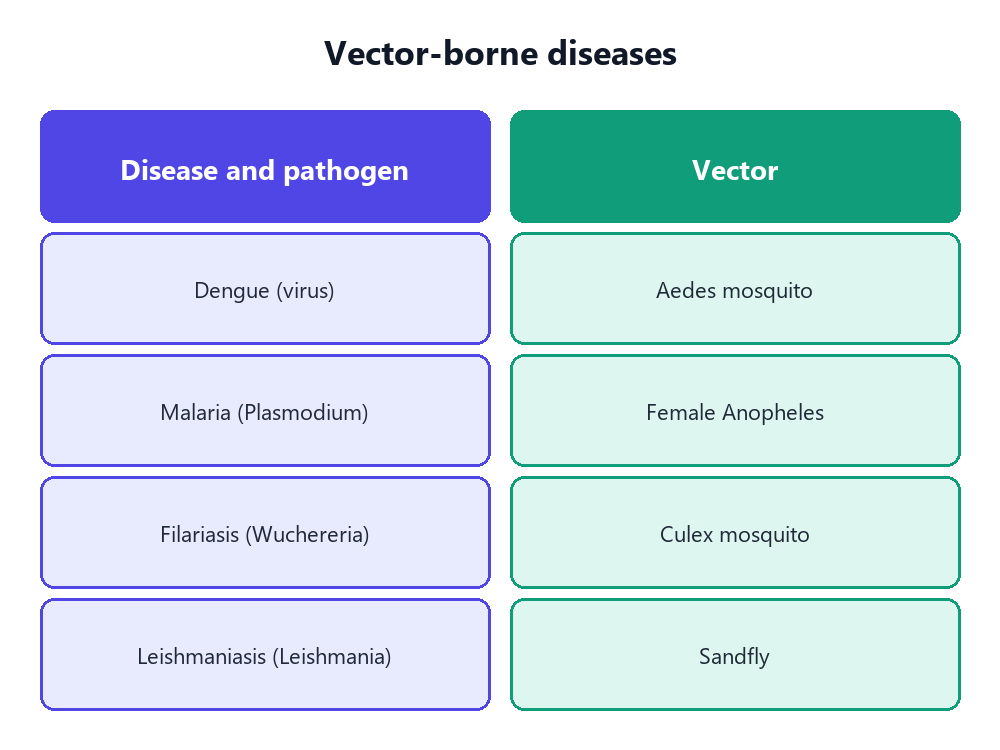 Vector-borne diseases
Disease and pathogen
Vector
Dengue (virus)
Aedes mosquito
Malaria (Plasmodium)
Female Anopheles
Filariasis (Wuchereria)
Culex mosquito
Leishmaniasis (Leishmania)
Sandfly